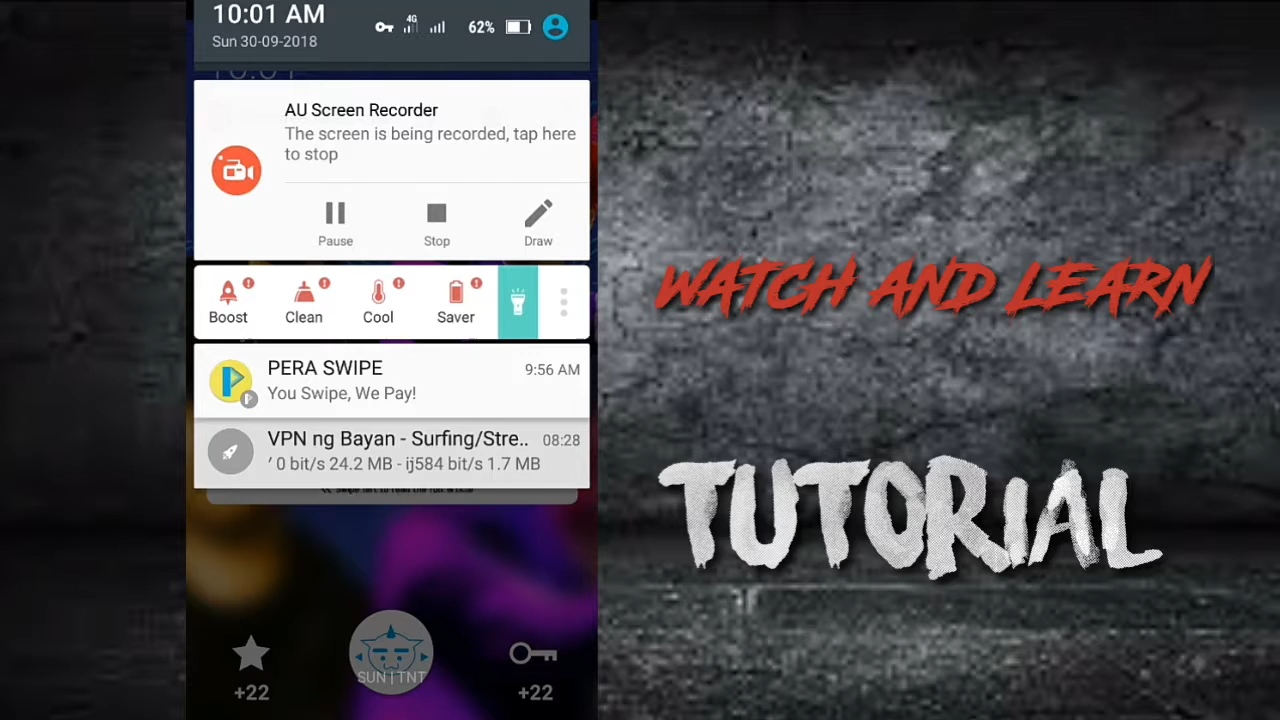 10:01 AM
Sun 30-09-2018
4G
62%
AU Screen Recorder
The screen is being recorded, tap here
to stop
Pause
Stop
Draw
Boost
Clean
Cool
Saver
PERA SWIPE
9:56 AM
You Swipe, We Pay!
VPN ng Bayan - Surfing/Stre..
08:28
′ 0 bit/s 24.2 MB - ij584 bit/s 1.7 MB
SUN | TNT
+22
+22
WATCH AND LEARN
TUTORIAL